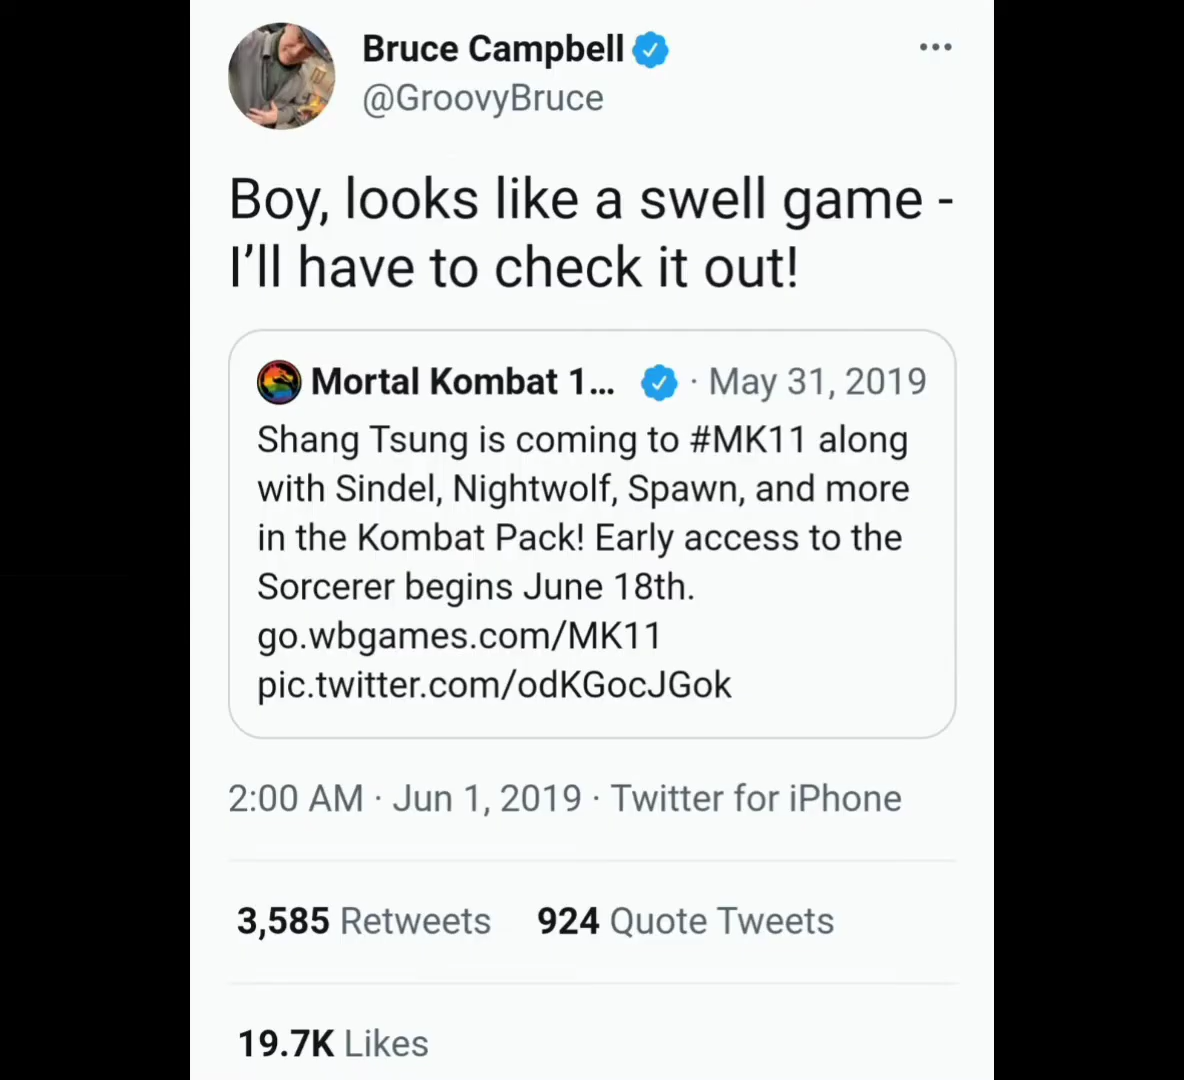 Bruce Campbell
@GroovyBruce
Boy, looks like a swell game -
I’ll have to check it out!
Mortal Kombat 1... · May 31, 2019
Shang Tsung is coming to #MK11 along
with Sindel, Nightwolf, Spawn, and more
in the Kombat Pack! Early access to the
Sorcerer begins June 18th.
go.wbgames.com/MK11
pic.twitter.com/odKGocJGok
2:00 AM · Jun 1, 2019 · Twitter for iPhone
3,585 Retweets 924 Quote Tweets
19.7K Likes